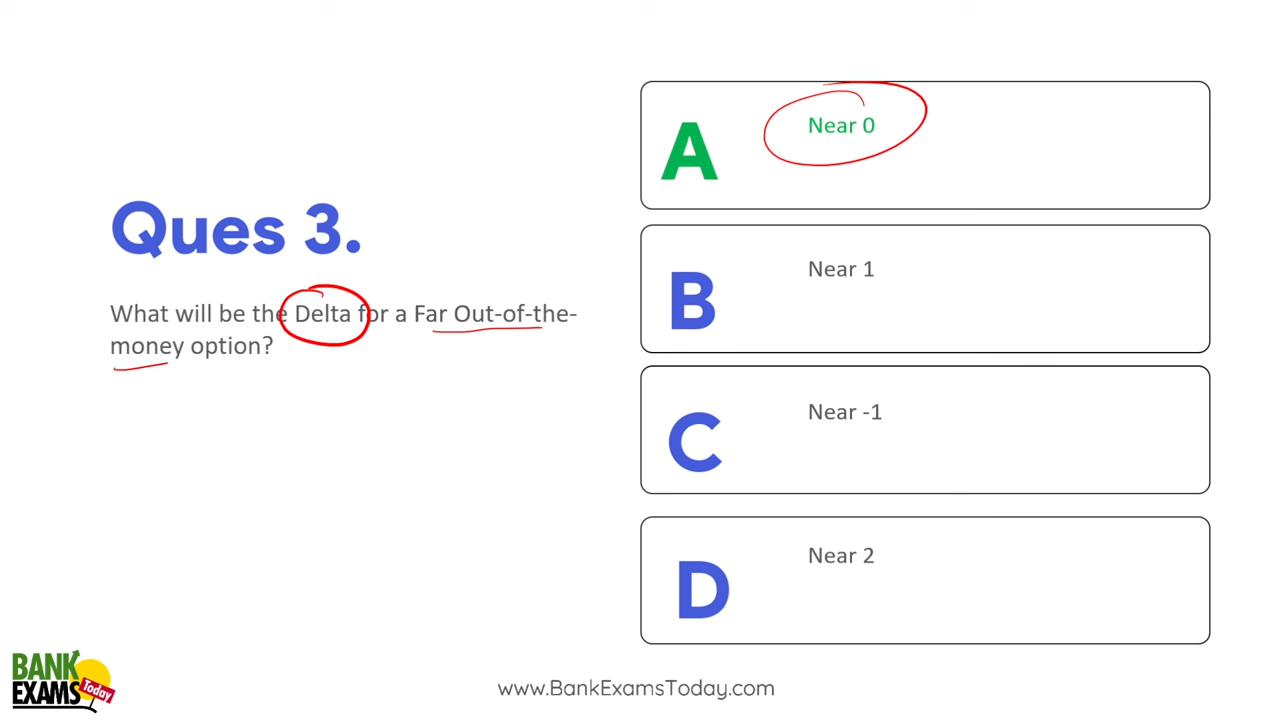 Ques 3.
What will be the Delta for a Far Out-of-the-
money option?
A
Near 0
B
Near 1
C
Near -1
D
Near 2
BANK
EXAMS
Today
www.BankExamsToday.com